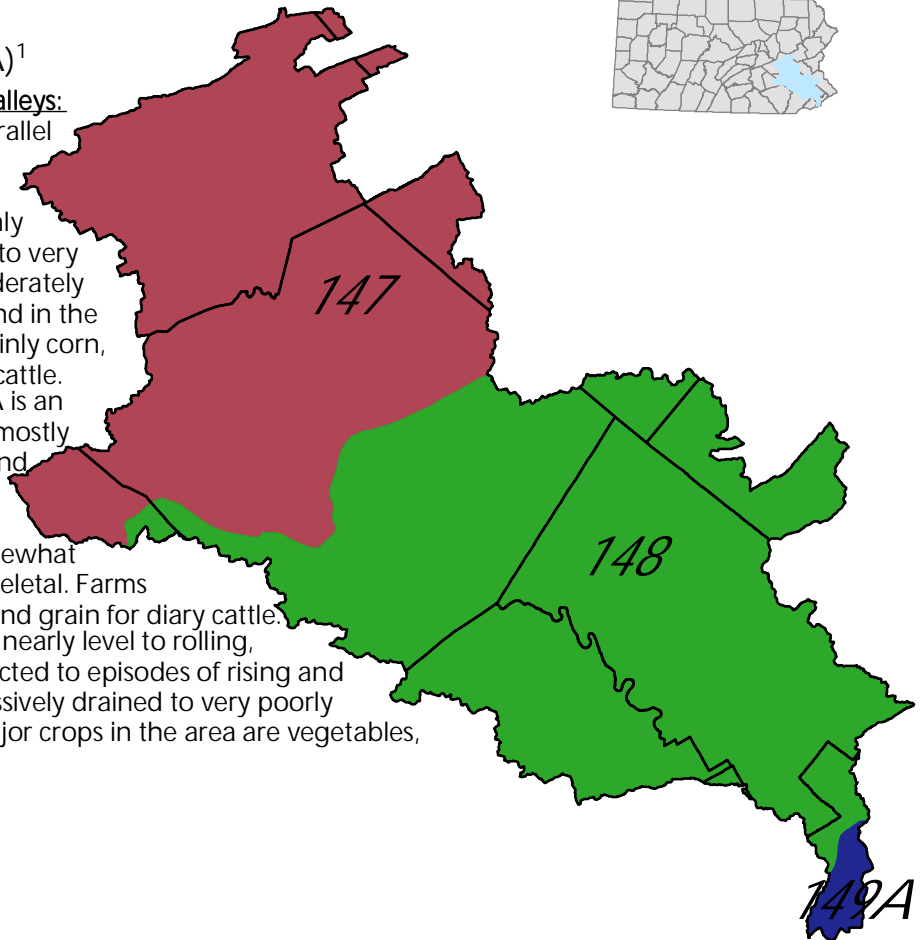 A)1
alleys:
rallel
nly
to very
derately
nd in the
inly corn,
cattle.
A is an
mostly
nd
newhat
eletal. Farms
nd grain for diary cattle.
nearly level to rolling,
cted to episodes of rising and
ssively drained to very poorly
jor crops in the area are vegetables,
147
148
149A